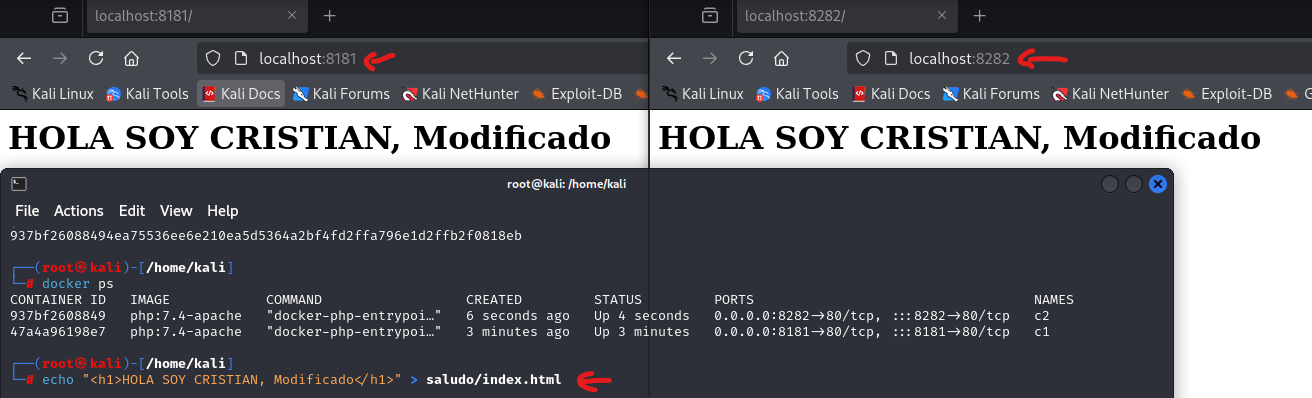 localhost:8181/
localhost:8282/
localhost:8181
localhost:8282
Kali Linux Kali Tools Kali Docs Kali Forums Kali NetHunter Exploit-DB
Kali Linux Kali Tools Kali Docs Kali Forums Kali NetHunter Exploit-DB G
HOLA SOY CRISTIAN, Modificado
HOLA SOY CRISTIAN, Modificado
root@kali: /home/kali
File Actions Edit View Help
937bf26088494ea75536ee6e210ea5d5364a2bf4fd2ffa796e1d2ffb2f0818eb
┌──(root㉿kali)-[/home/kali]
└─# docker ps
CONTAINER ID IMAGE COMMAND CREATED STATUS PORTS NAMES
937bf2608849 php:7.4-apache "docker-php-entrypoi…" 6 seconds ago Up 4 seconds 0.0.0.0:8282->80/tcp, :::8282->80/tcp c2
47a4a96198e7 php:7.4-apache "docker-php-entrypoi…" 3 minutes ago Up 3 minutes 0.0.0.0:8181->80/tcp, :::8181->80/tcp c1
┌──(root㉿kali)-[/home/kali]
└─# echo "<h1>HOLA SOY CRISTIAN, Modificado</h1>" > saludo/index.html